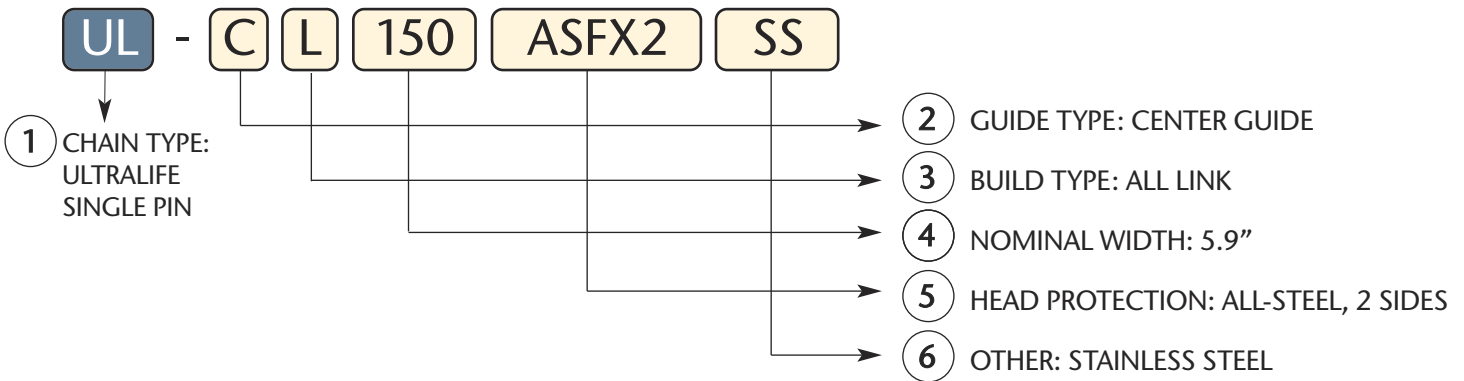 UL - C L 150 ASFX2 SS
1 CHAIN TYPE:
ULTRALIFE
SINGLE PIN
2 GUIDE TYPE: CENTER GUIDE
3 BUILD TYPE: ALL LINK
4 NOMINAL WIDTH: 5.9”
5 HEAD PROTECTION: ALL-STEEL, 2 SIDES
6 OTHER: STAINLESS STEEL